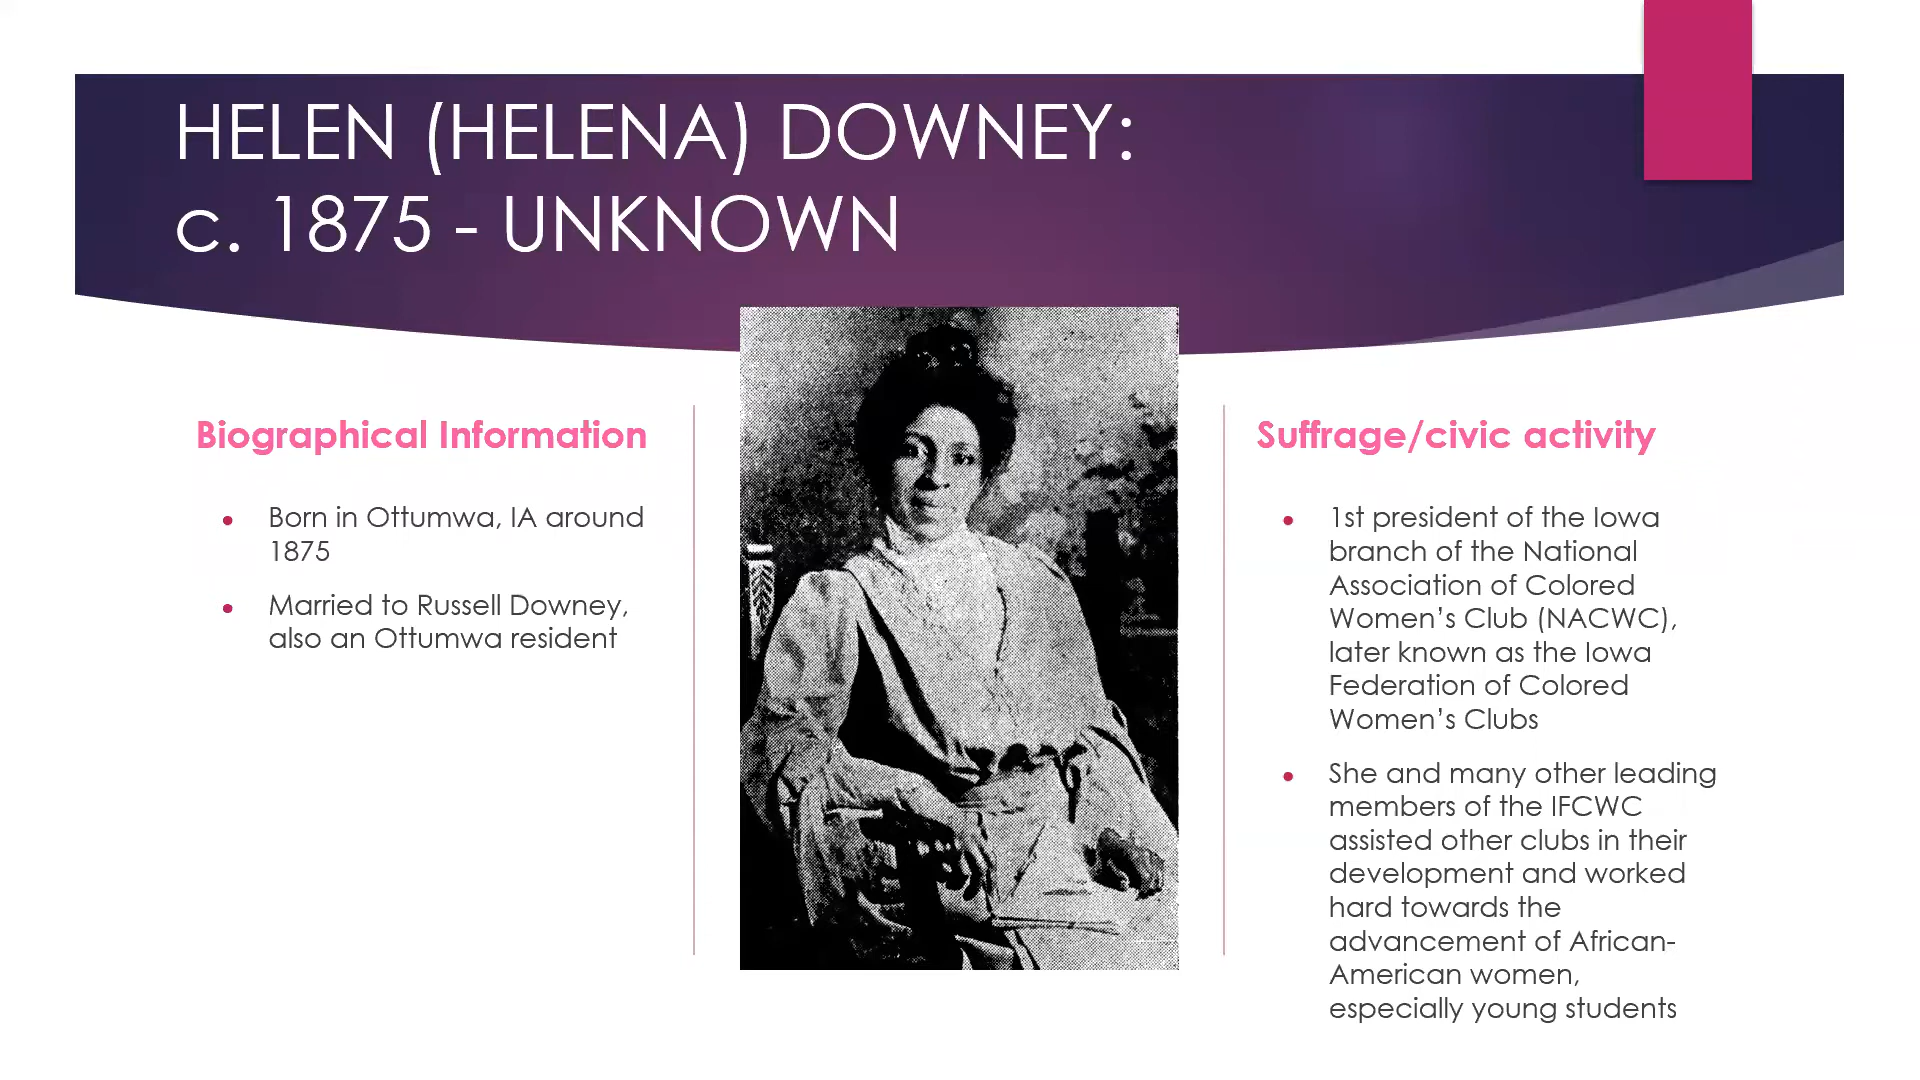 HELEN (HELENA) DOWNEY:
c. 1875 - UNKNOWN
Biographical Information
● Born in Ottumwa, IA around
1875
● Married to Russell Downey,
also an Ottumwa resident
Suffrage/civic activity
● 1st president of the Iowa
branch of the National
Association of Colored
Women’s Club (NACWC),
later known as the Iowa
Federation of Colored
Women’s Clubs
● She and many other leading
members of the IFCWC
assisted other clubs in their
development and worked
hard towards the
advancement of African-
American women,
especially young students